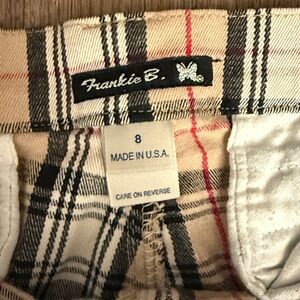 Frankie B.
8
MADE IN U.S.A.
CARE ON REVERSE